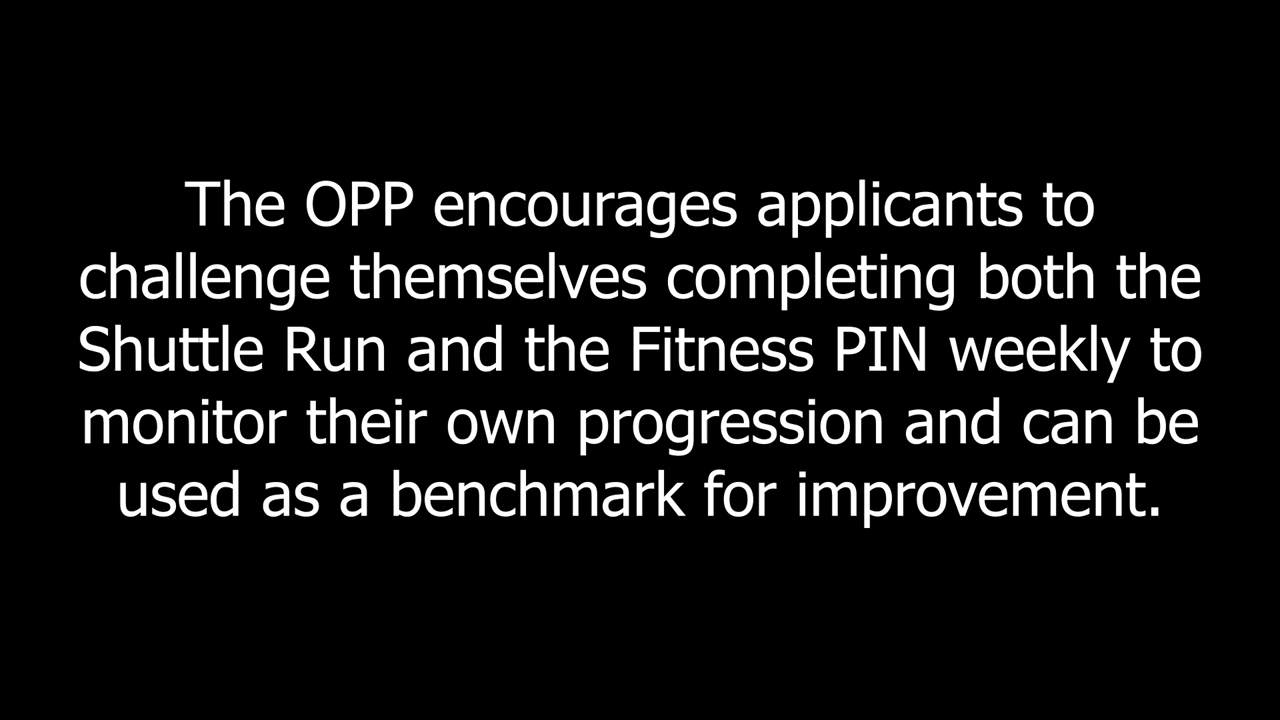 The OPP encourages applicants to
challenge themselves completing both the
Shuttle Run and the Fitness PIN weekly to
monitor their own progression and can be
used as a benchmark for improvement.